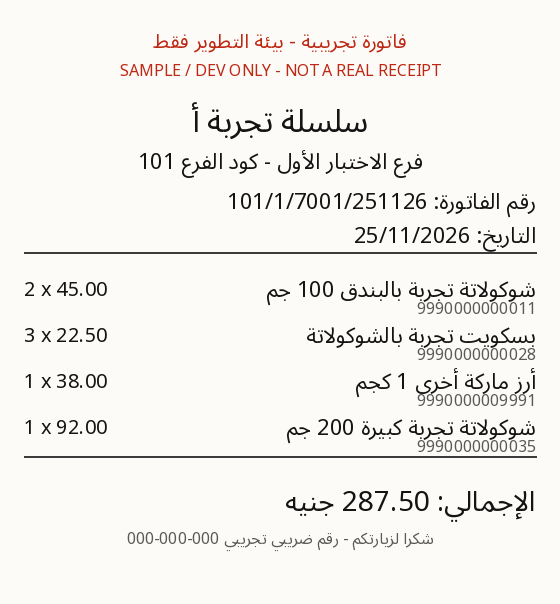 فاتورة تجريبية - بيئة التطوير فقط
SAMPLE / DEV ONLY - NOT A REAL RECEIPT
سلسلة تجربة أ
فرع الاختبار الأول - كود الفرع 101
رقم الفاتورة: 101/1/7001/251126
التاريخ: 25/11/2026
شوكولاتة تجربة بالبندق 100 جم 2 x 45.00
9990000000011
بسكويت تجربة بالشوكولاتة 3 x 22.50
9990000000028
أرز ماركة أخرى 1 كجم 1 x 38.00
9990000009991
شوكولاتة تجربة كبيرة 200 جم 1 x 92.00
9990000000035
الإجمالي: 287.50 جنيه
شكرا لزيارتكم - رقم ضريبي تجريبي 000-000-000